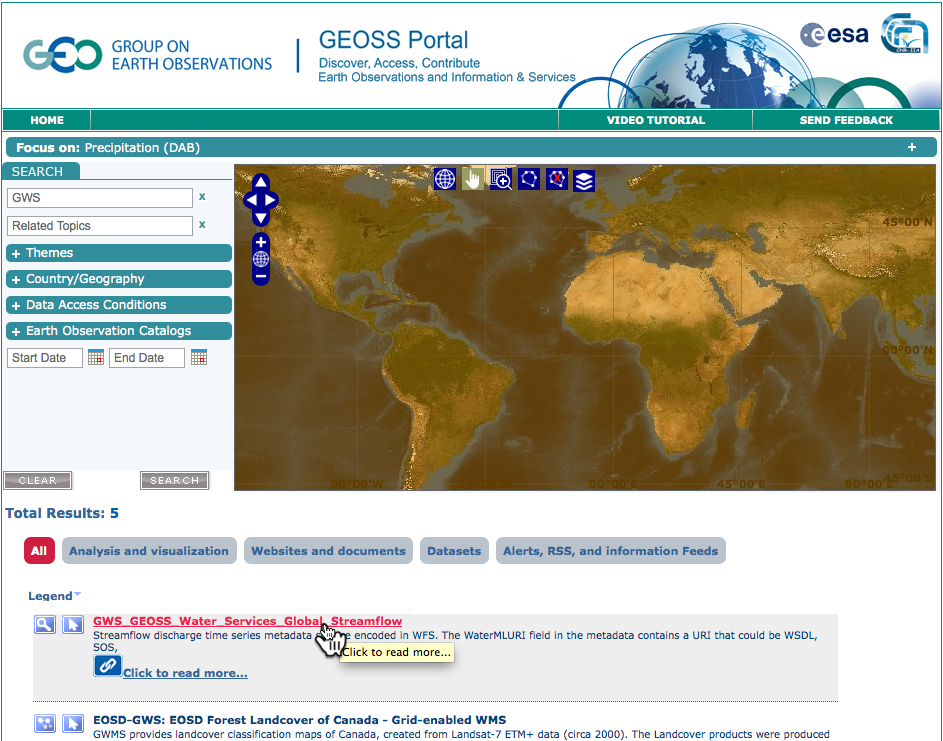 GEO GROUP ON
EARTH OBSERVATIONS
GEOSS Portal
Discover, Access, Contribute
Earth Observations and Information & Services
esa
HOME
VIDEO TUTORIAL
SEND FEEDBACK
Focus on: Precipitation (DAB)
+
SEARCH
GWS
x
Related Topics
x
+ Themes
+ Country/Geography
+ Data Access Conditions
+ Earth Observation Catalogs
Start Date
End Date
CLEAR
SEARCH
45°00'N
00°00'N
45°00'S
90°00'W
00°00'E
45°00'E
90°00'E
Total Results: 5
All
Analysis and visualization
Websites and documents
Datasets
Alerts, RSS, and information Feeds
Legend
GWS_GEOSS_Water_Services_Global_Streamflow
Streamflow discharge time series metadata encoded in WFS. The WaterMLURI field in the metadata contains a URI that could be WSDL,
SOS,
Click to read more...
Click to read more...
EOSD-GWS: EOSD Forest Landcover of Canada - Grid-enabled WMS
GWMS provides landcover classification maps of Canada, created from Landsat-7 ETM+ data (circa 2000). The Landcover products were produced